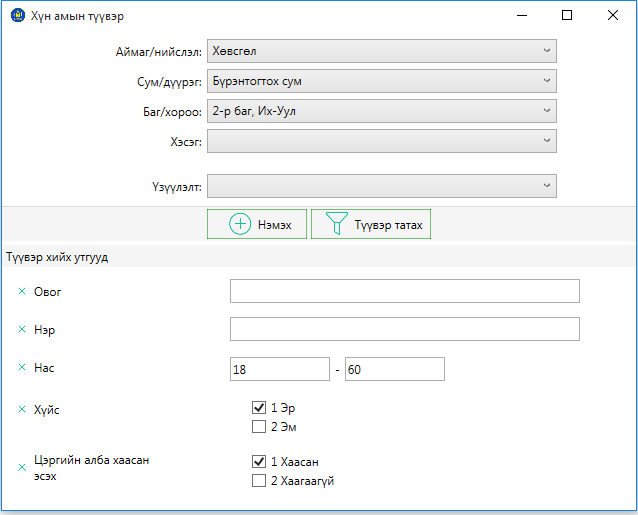 Хүн амын түүвэр
Аймаг/нийслэл: Хөвсгөл
Сум/дүүрэг: Бүрэнтогтох сум
Баг/хороо: 2-р баг, Их-Уул
Хэсэг:
Үзүүлэлт:
Нэмэх Түүвэр татах
Түүвэр хийх утгууд
Овог
Нэр
Нас 18 - 60
Хүйс 1 Эр
2 Эм
Цэргийн алба хаасан
эсэх
1 Хаасан
2 Хаагаагүй